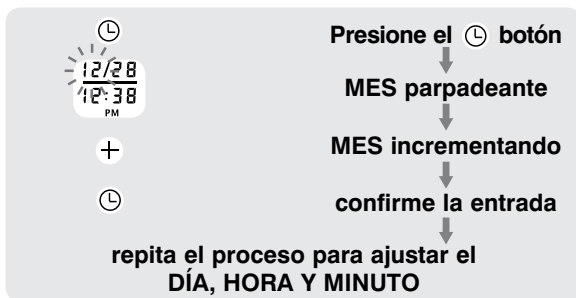 Presione el botón
12/28
12:38
PM
MES parpadeante
MES incrementando
confirme la entrada
repita el proceso para ajustar el
DÍA, HORA Y MINUTO